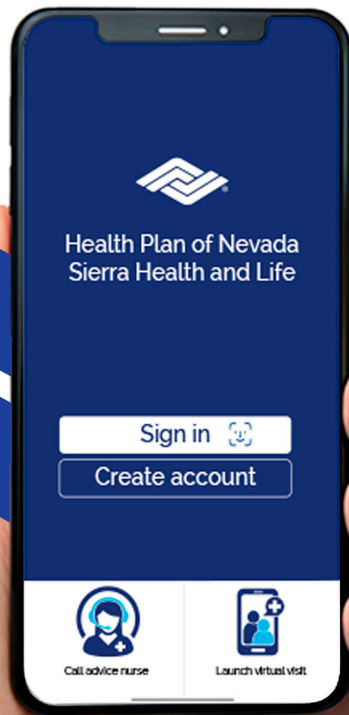 Health Plan of Nevada
Sierra Health and Life
Sign in
Create account
Call advice nurse
Launch virtual visit